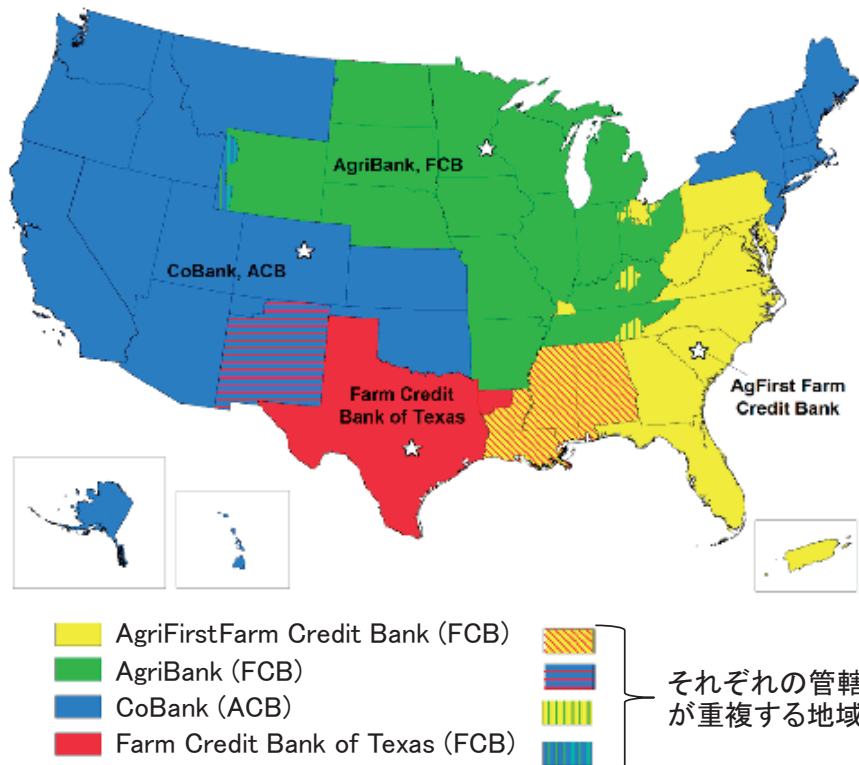 AgriBank, FCB
CoBank, ACB
Farm Credit
Bank of Texas
AgFirst Farm
Credit Bank
AgriFirstFarm Credit Bank (FCB)
AgriBank (FCB)
CoBank (ACB)
Farm Credit Bank of Texas (FCB)
それぞれの管轄
が重複する地域